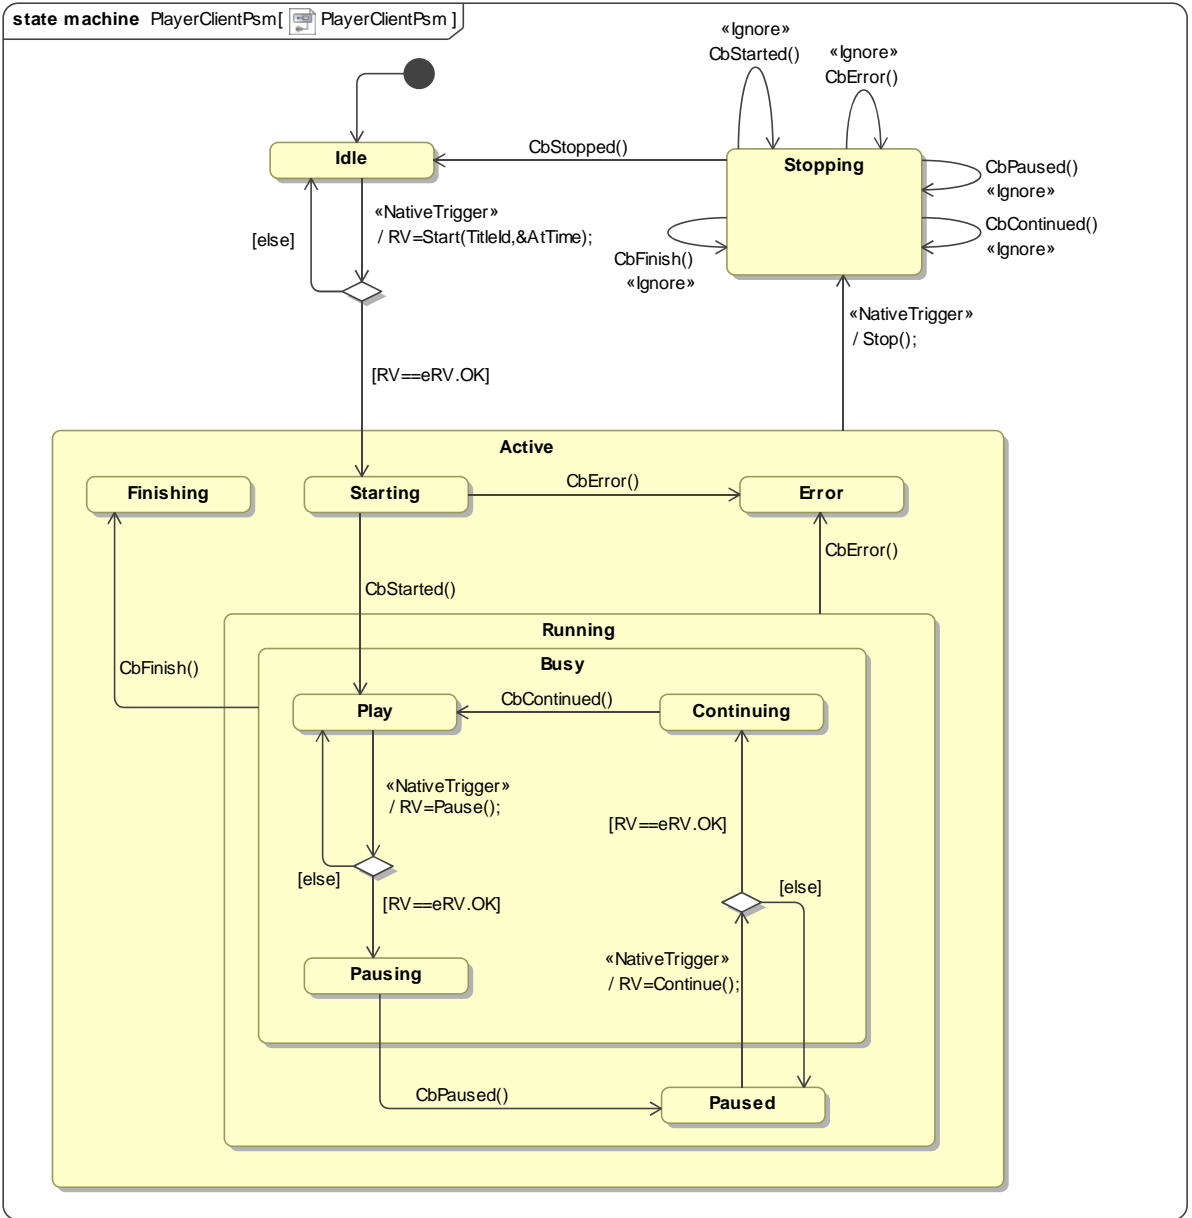 state machine PlayerClientPsm[ PlayerClientPsm ]
«Ignore»
CbStarted()
«Ignore»
CbError()
Idle
CbStopped()
Stopping
CbPaused()
«Ignore»
«NativeTrigger»
/ RV=Start(TitleId,&AtTime);
[else]
CbContinued()
«Ignore»
CbFinish()
«Ignore»
«NativeTrigger»
/ Stop();
[RV==eRV.OK]
Active
Finishing
Starting
CbError()
Error
CbError()
CbStarted()
Running
Busy
CbFinish()
Play
CbContinued()
Continuing
«NativeTrigger»
/ RV=Pause();
[RV==eRV.OK]
[else]
[else]
[RV==eRV.OK]
«NativeTrigger»
/ RV=Continue();
Pausing
CbPaused()
Paused